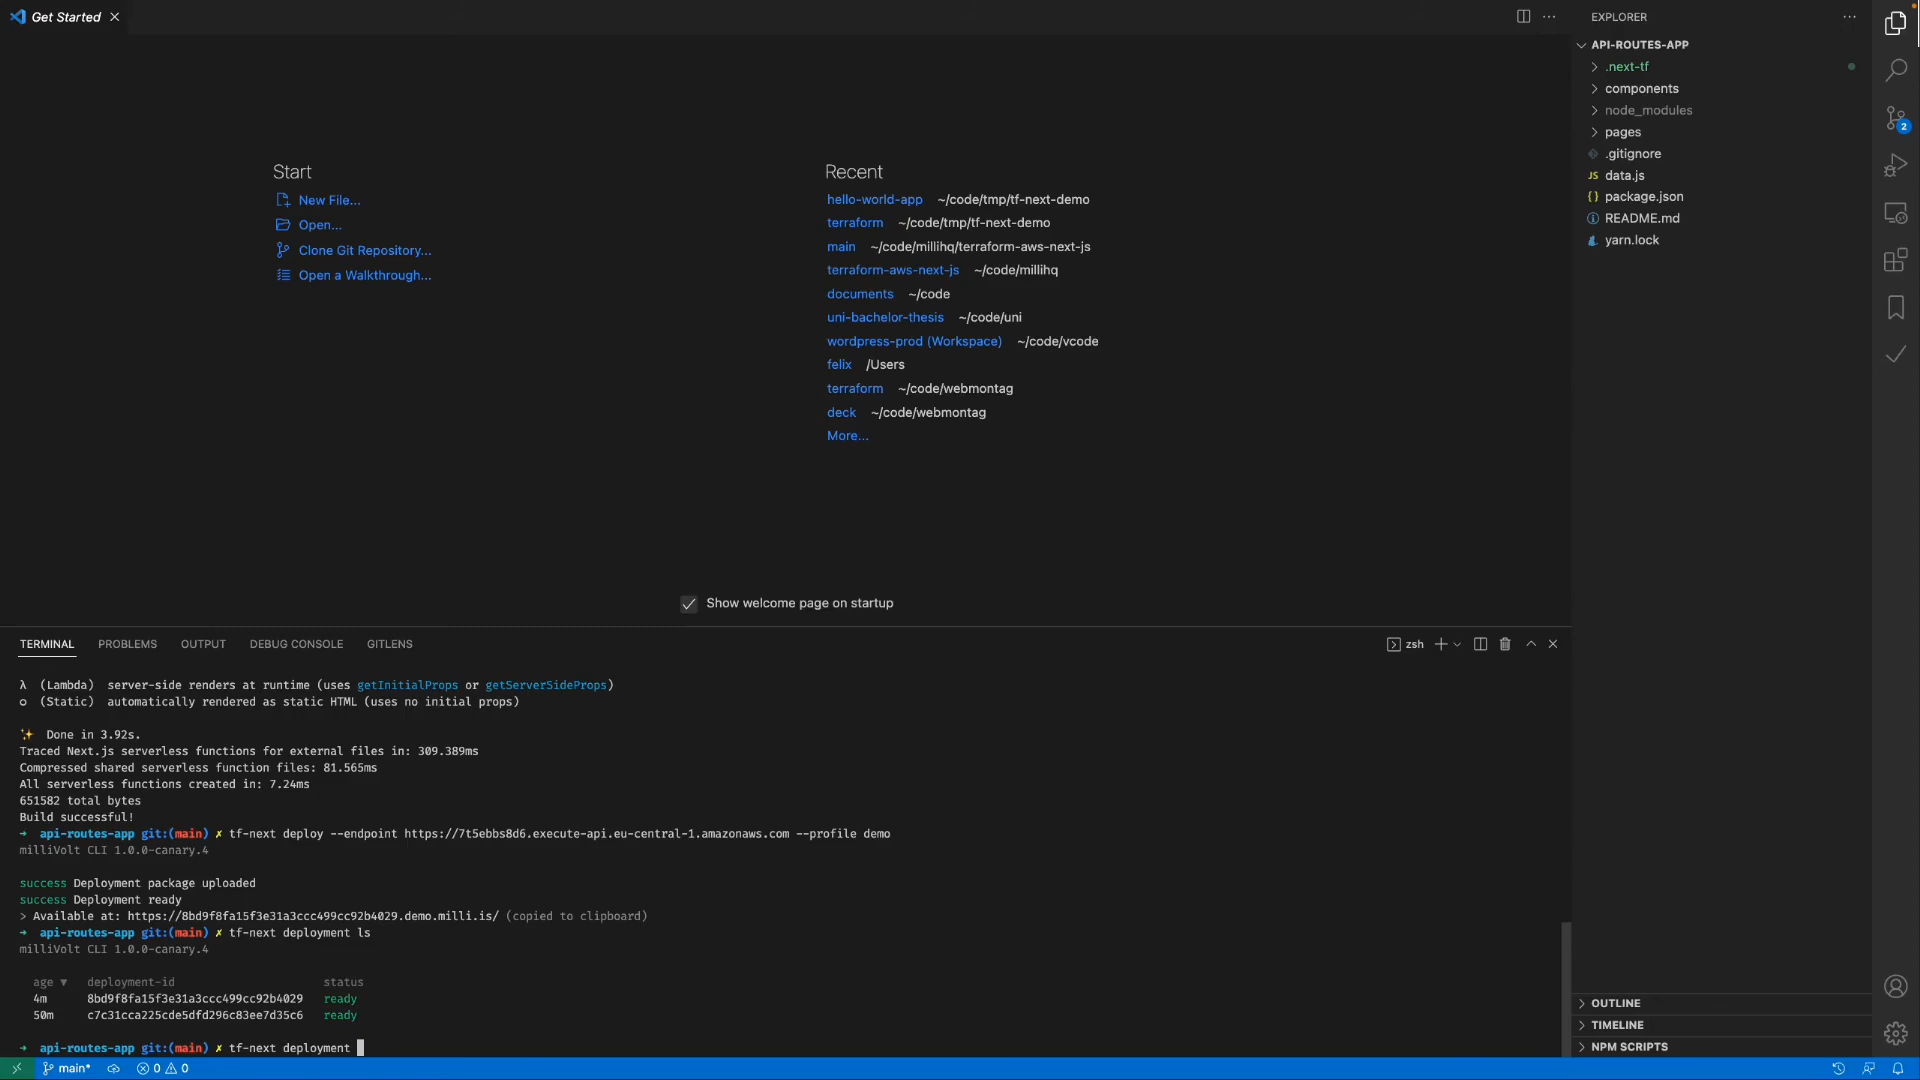 Get Started
EXPLORER
API-ROUTES-APP
.next-tf
components
node_modules
pages
.gitignore
JS data.js
{ } package.json
README.md
yarn.lock
2
Start
New File...
Open...
Clone Git Repository...
Open a Walkthrough...
Recent
hello-world-app ~/code/tmp/tf-next-demo
terraform ~/code/tmp/tf-next-demo
main ~/code/millihq/terraform-aws-next-js
terraform-aws-next-js ~/code/millihq
documents ~/code
uni-bachelor-thesis ~/code/uni
wordpress-prod (Workspace) ~/code/vcode
felix /Users
terraform ~/code/webmontag
deck ~/code/webmontag
More...
Show welcome page on startup
TERMINAL PROBLEMS OUTPUT DEBUG CONSOLE GITLENS
zsh
λ (Lambda) server-side renders at runtime (uses getInitialProps or getServerSideProps)
○ (Static) automatically rendered as static HTML (uses no initial props)
✨ Done in 3.92s.
Traced Next.js serverless functions for external files in: 309.389ms
Compressed shared serverless function files: 81.565ms
All serverless functions created in: 7.24ms
651582 total bytes
Build successful!
→ api-routes-app git:(main) ✗ tf-next deploy --endpoint https://7t5ebbs8d6.execute-api.eu-central-1.amazonaws.com --profile demo
milliVolt CLI 1.0.0-canary.4
success Deployment package uploaded
success Deployment ready
> Available at: https://8bd9f8fa15f3e31a3ccc499cc92b4029.demo.milli.is/ (copied to clipboard)
→ api-routes-app git:(main) ✗ tf-next deployment ls
milliVolt CLI 1.0.0-canary.4
age ▼ deployment-id status
4m 8bd9f8fa15f3e31a3ccc499cc92b4029 ready
50m c7c31cca225cde5dfd296c83ee7d35c6 ready
→ api-routes-app git:(main) ✗ tf-next deployment
OUTLINE
TIMELINE
NPM SCRIPTS
main* 0 0